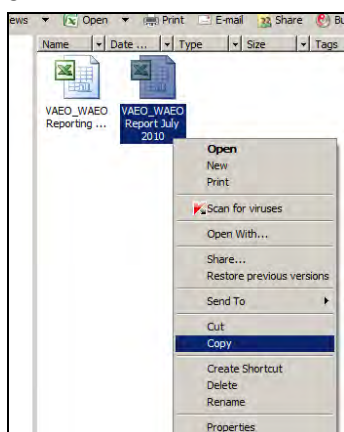 ews Open Print E-mail Share Bu
Name Date ... Type Size Tags
VAEO_WAEO
Reporting ...
VAEO_WAEO
Report July
2010
Open
New
Print
Scan for viruses
Open With...
Share...
Restore previous versions
Send To
Cut
Copy
Create Shortcut
Delete
Rename
Properties